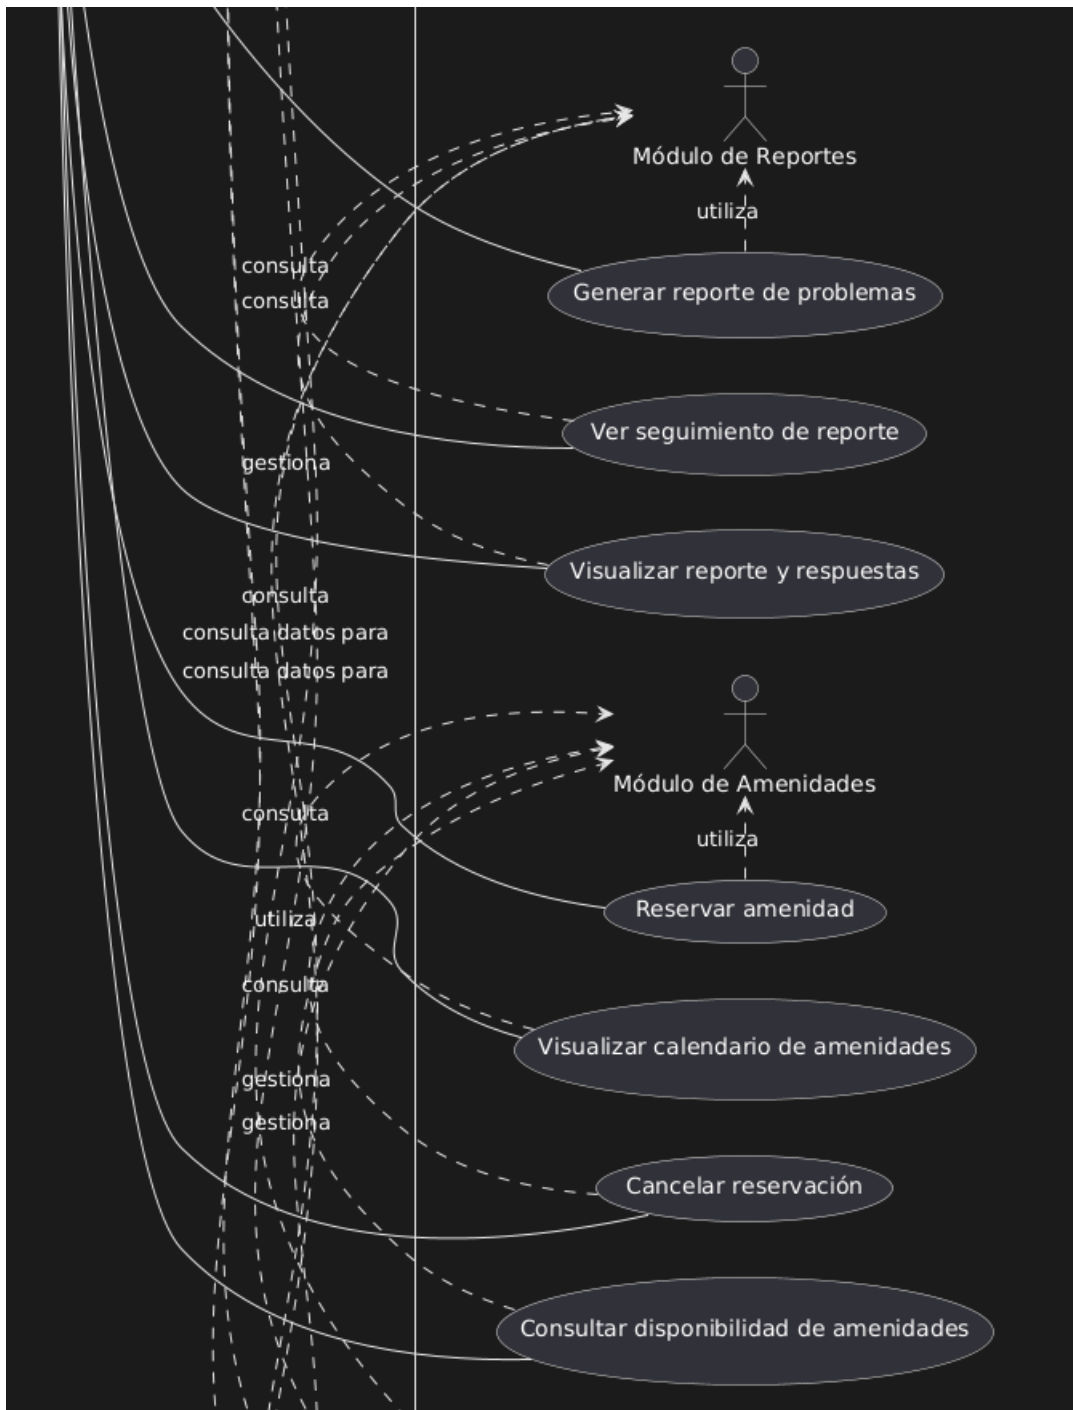 Módulo de Reportes
utiliza
consulta
Generar reporte de problemas
consulta
Ver seguimiento de reporte
gestiona
Visualizar reporte y respuestas
consulta
consulta datos para
consulta datos para
Módulo de Amenidades
consulta
utiliza
Reservar amenidad
utiliza
consulta
Visualizar calendario de amenidades
gestiona
gestiona
Cancelar reservación
Consultar disponibilidad de amenidades